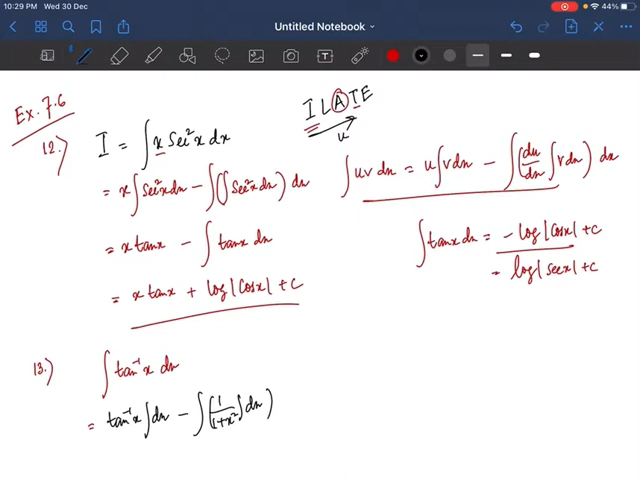 10:29 PM Wed 30 Dec
44%
Untitled Notebook
Ex. 7.6
ILATE
u
12.) I = ∫ x Sec²x dx
∫ uv dx = u ∫ v dx − ∫ (du/dx ∫ v dx) dx
= x ∫ Sec²x dx − ∫ (∫ Sec²x dx) dx
= x tanx − ∫ tanx dx
∫ tanx dx = − log|Cosx| + c
= log|secx| + c
= x tanx + log|Cosx| + c
13.) ∫ tan⁻¹x dx
= tan⁻¹x ∫ dx − ∫ (1/1+x² ∫ dx)